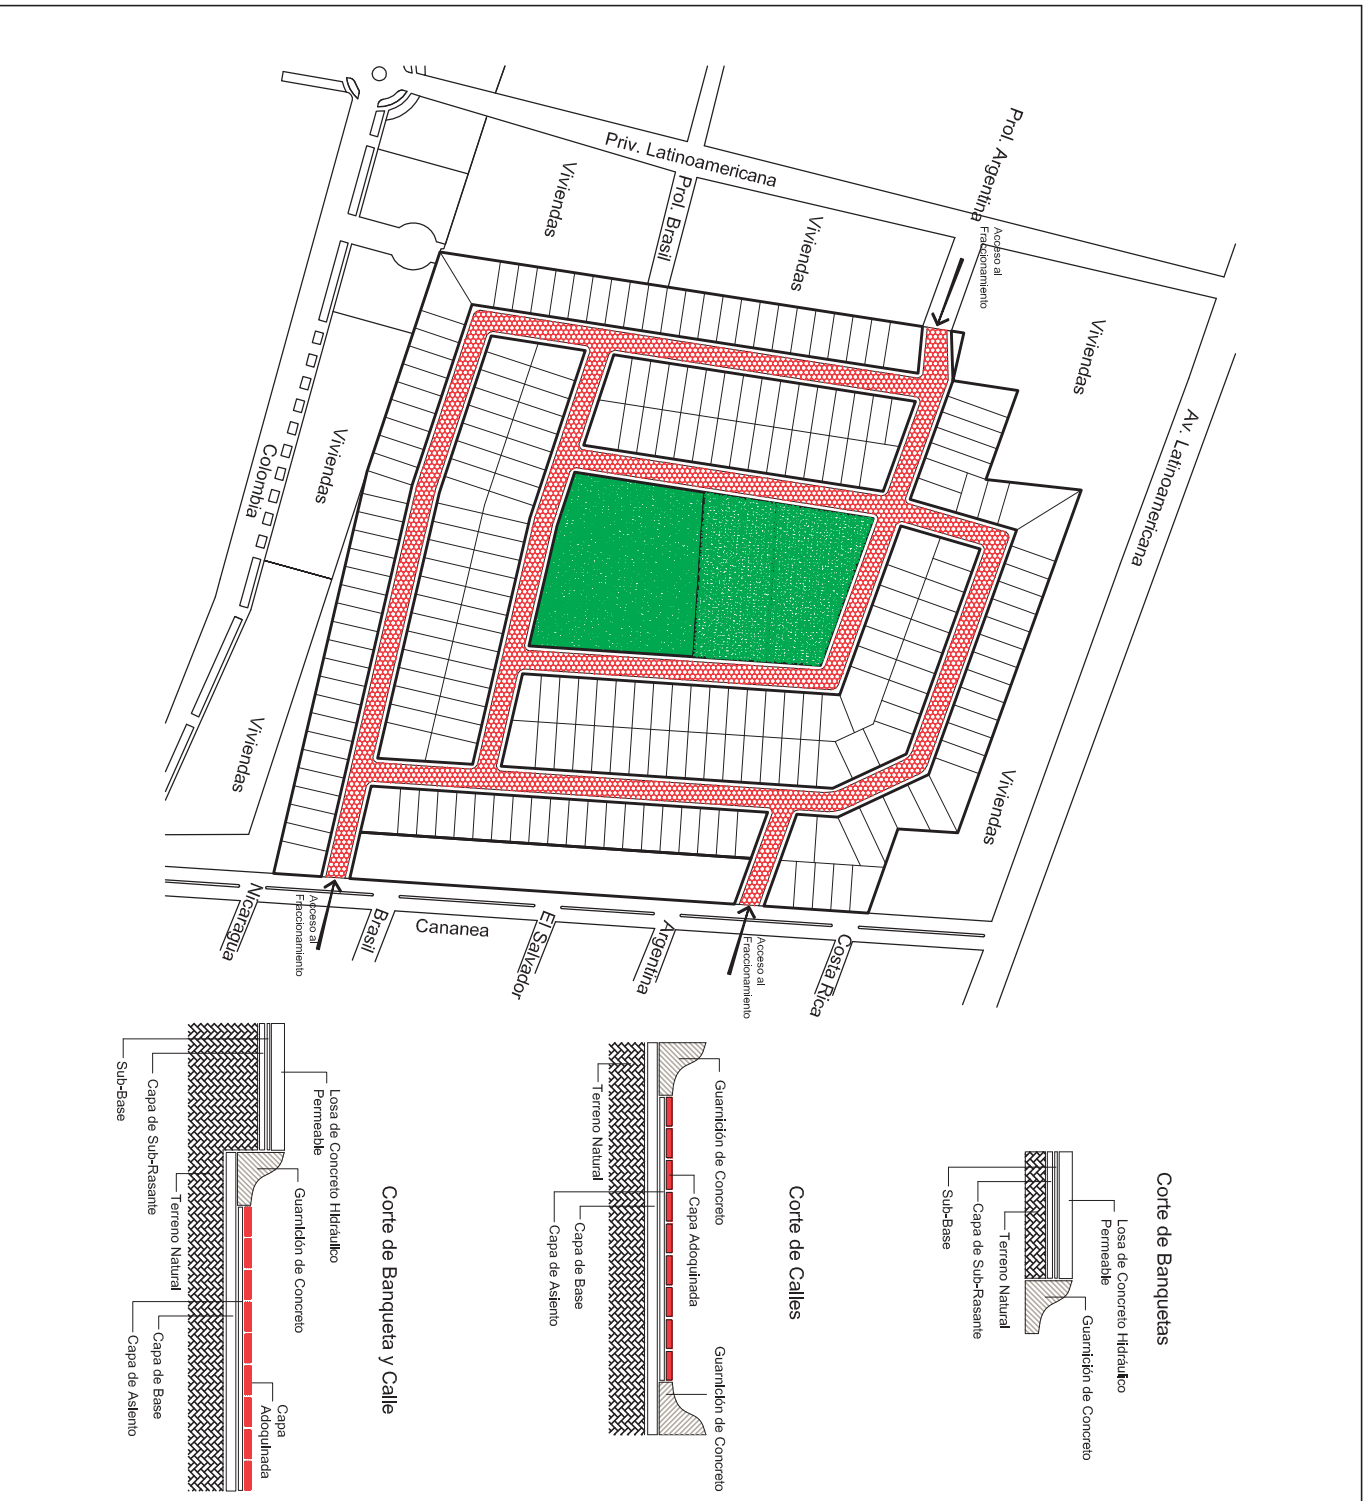 Priv. Latinoamericana
Prol. Argentina
Acceso al
Fraccionamiento
Viviendas
Prol. Brasil
Viviendas
Viviendas
Av. Latinoamericana
Viviendas
Colombia
Viviendas
Viviendas
Nicaragua
Acceso al
Fraccionamiento
Brasil
Cananea
El Salvador
Argentina
Acceso al
Fraccionamiento
Costa Rica
Corte de Banquetas
Losa de Concreto Hidráulico
Permeable
Guarnición de Concreto
Terreno Natural
Capa de Sub-Rasante
Sub-Base
Corte de Calles
Guarnición de Concreto
Capa Adoquinada
Guarnición de Concreto
Terreno Natural
Capa de Base
Capa de Asiento
Corte de Banqueta y Calle
Losa de Concreto Hidráulico
Permeable
Guarnición de Concreto
Capa
Adoquinada
Terreno Natural
Capa de Sub-Rasante
Sub-Base
Capa de Base
Capa de Asiento